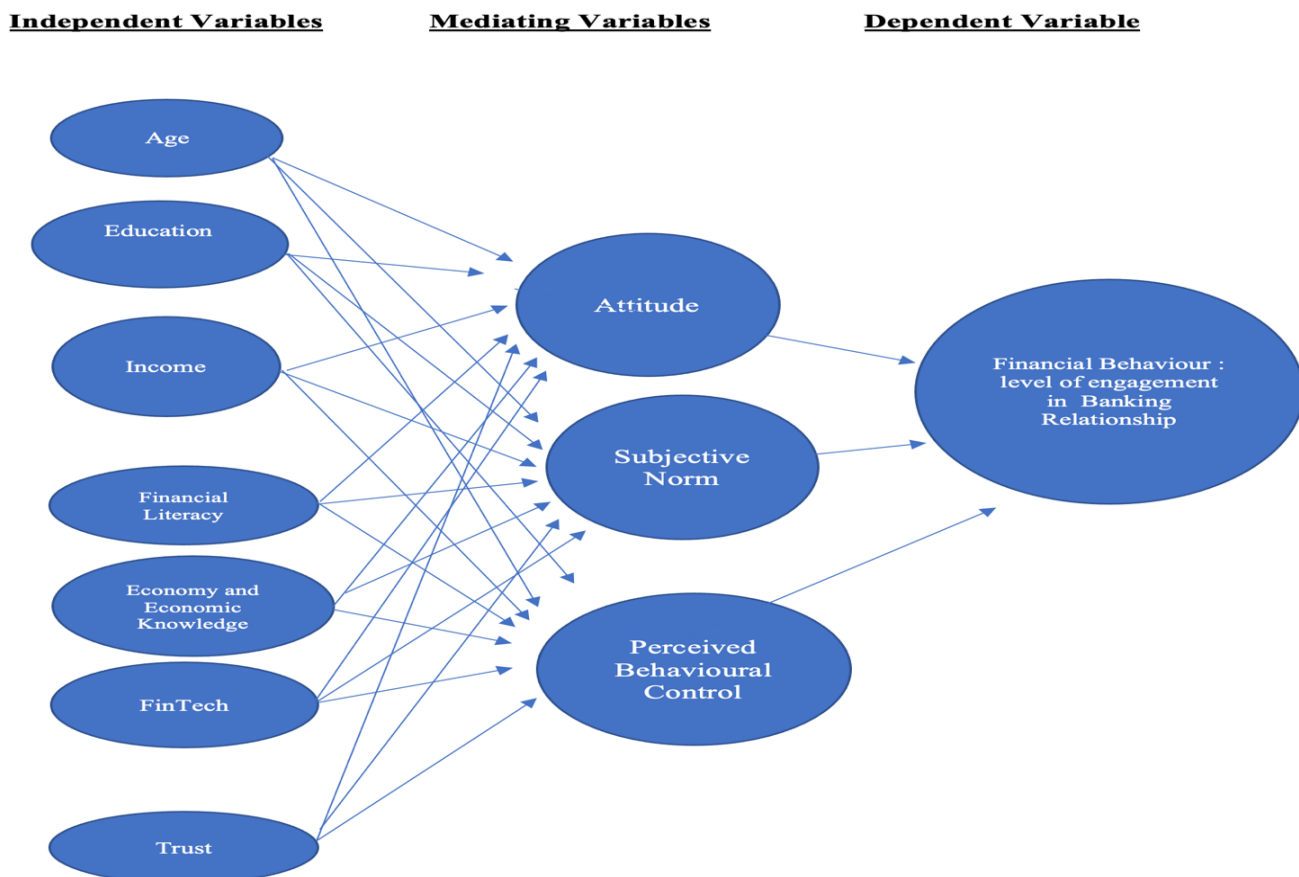 Independent Variables
Mediating Variables
Dependent Variable
Age
Education
Income
Financial
Literacy
Economy and
Economic
Knowledge
FinTech
Trust
Attitude
Subjective
Norm
Perceived
Behavioural
Control
Financial Behaviour :
level of engagement
in Banking
Relationship